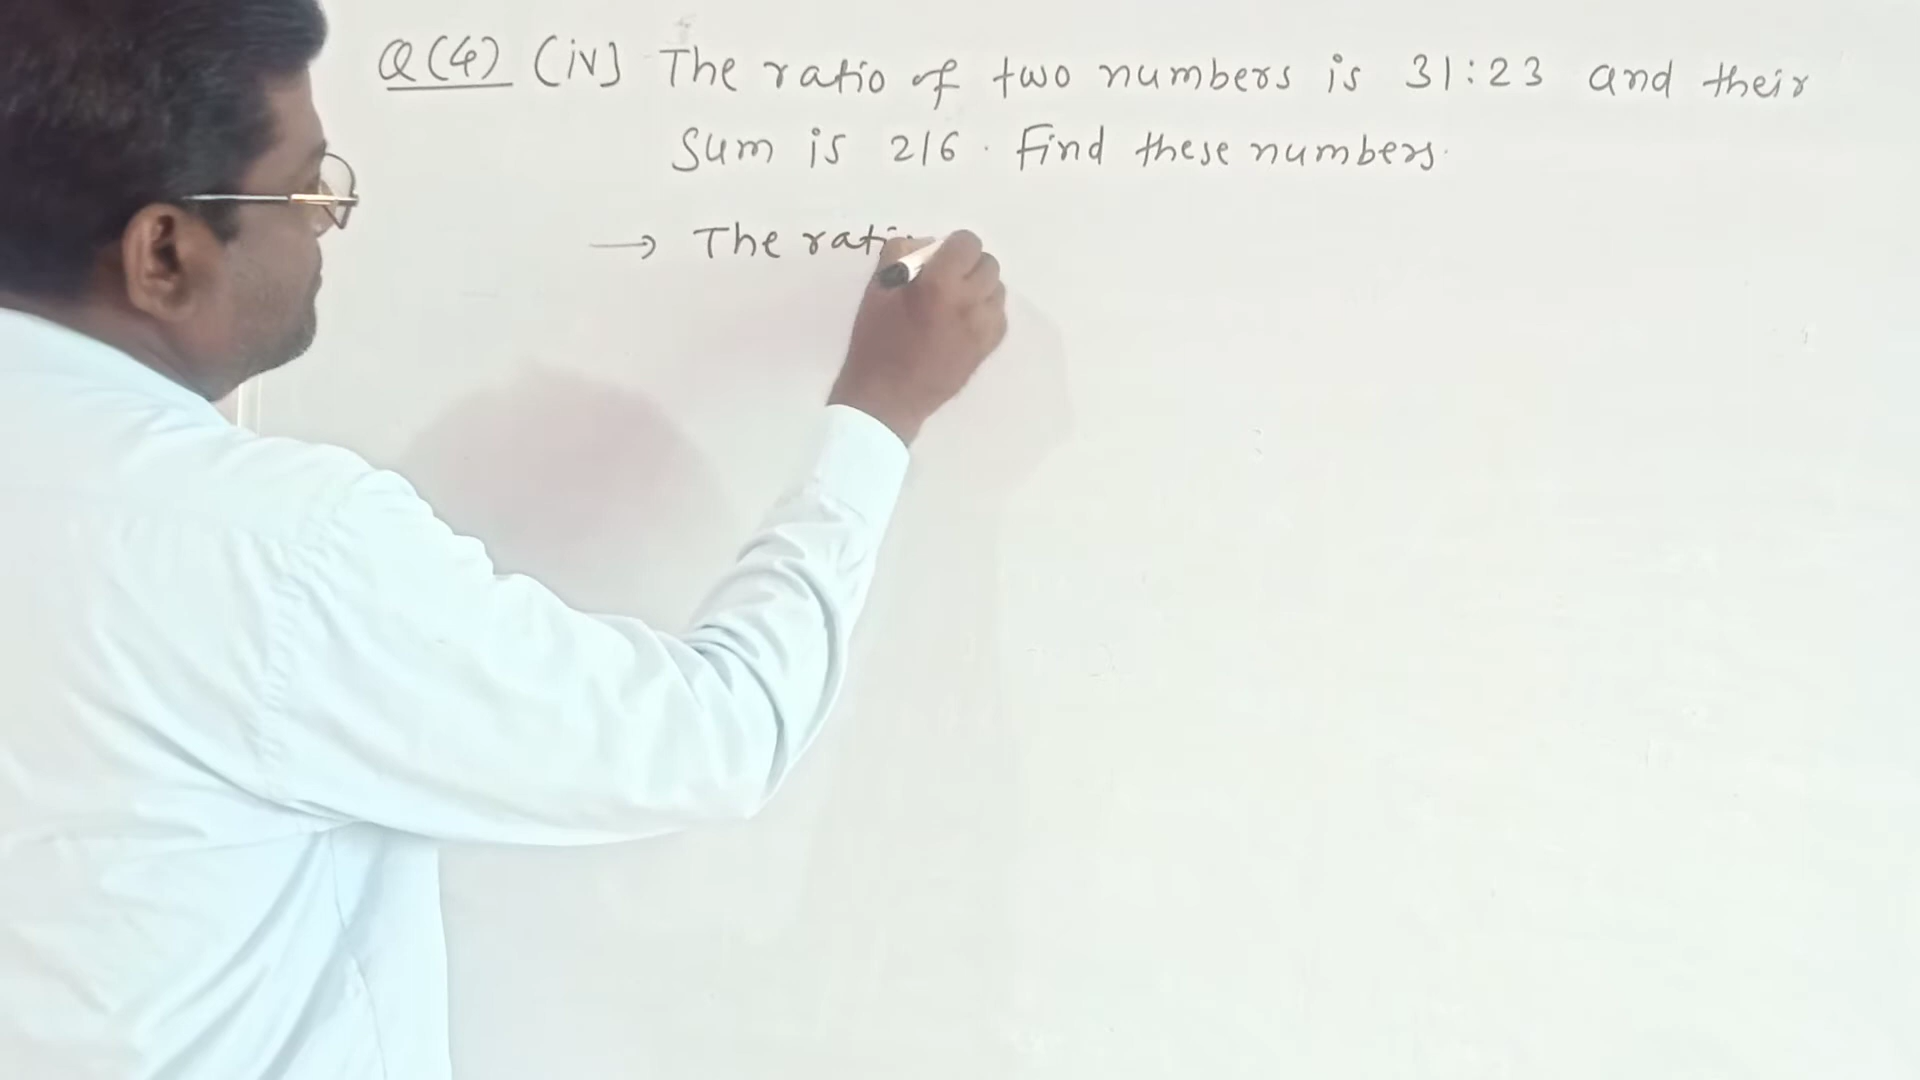 Q(4) (iv) The ratio of two numbers is 31:23 and their
Sum is 216. Find these numbers.
→ The rati